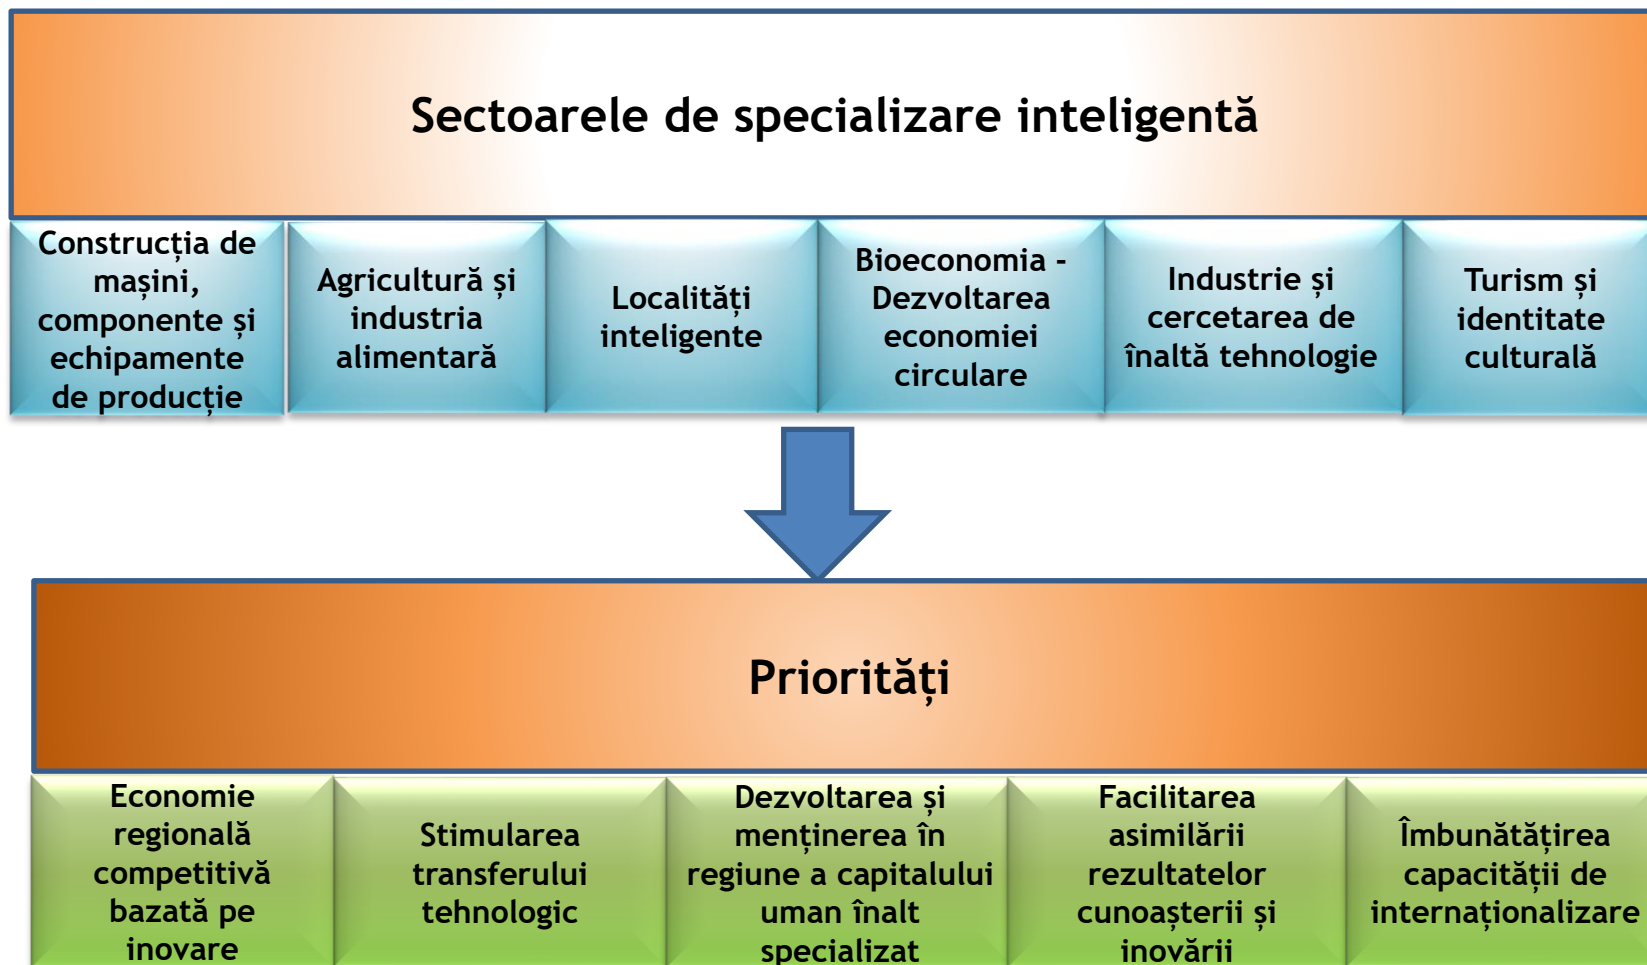 Sectoarele de specializare inteligentă
Construcția de
mașini,
componente și
echipamente
de producție
Agricultură și
industria
alimentară
Localități
inteligente
Bioeconomia -
Dezvoltarea
economiei
circulare
Industrie și
cercetarea de
înaltă tehnologie
Turism și
identitate
culturală
Priorități
Economie
regională
competitivă
bazată pe
inovare
Stimularea
transferului
tehnologic
Dezvoltarea și
menținerea în
regiune a capitalului
uman înalt
specializat
Facilitarea
asimilării
rezultatelor
cunoașterii și
inovării
Îmbunătățirea
capacității de
internaționalizare